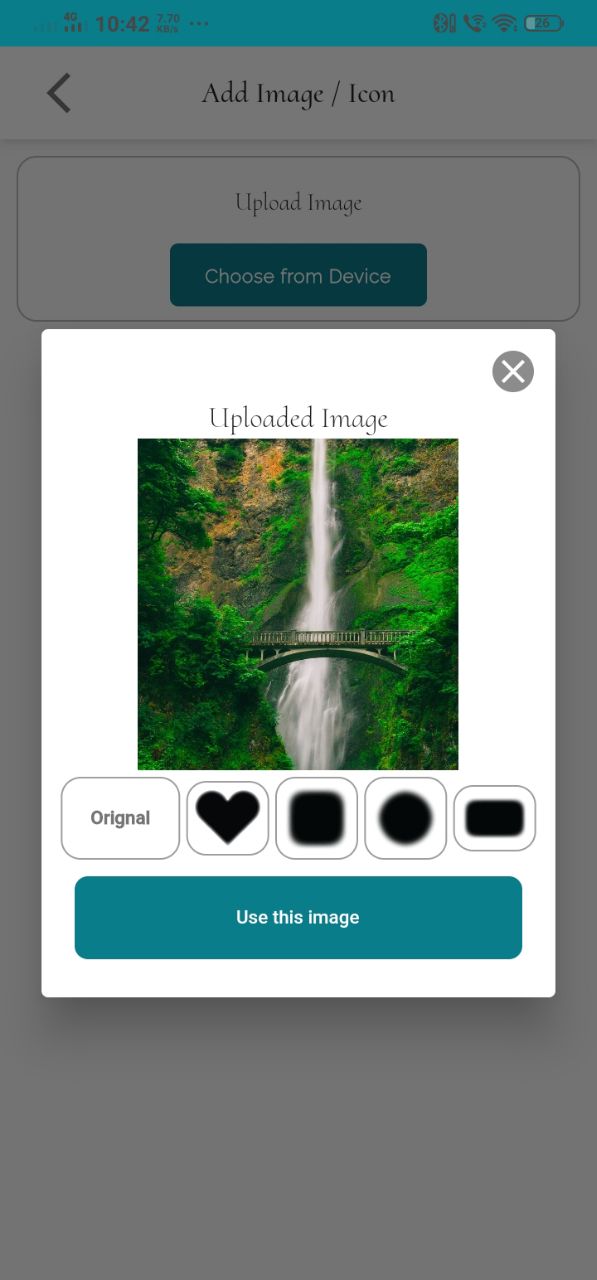 4G 10:42 7.70 KB/s ... 26
Add Image / Icon
Upload Image
Choose from Device
Uploaded Image
Orignal
Use this image